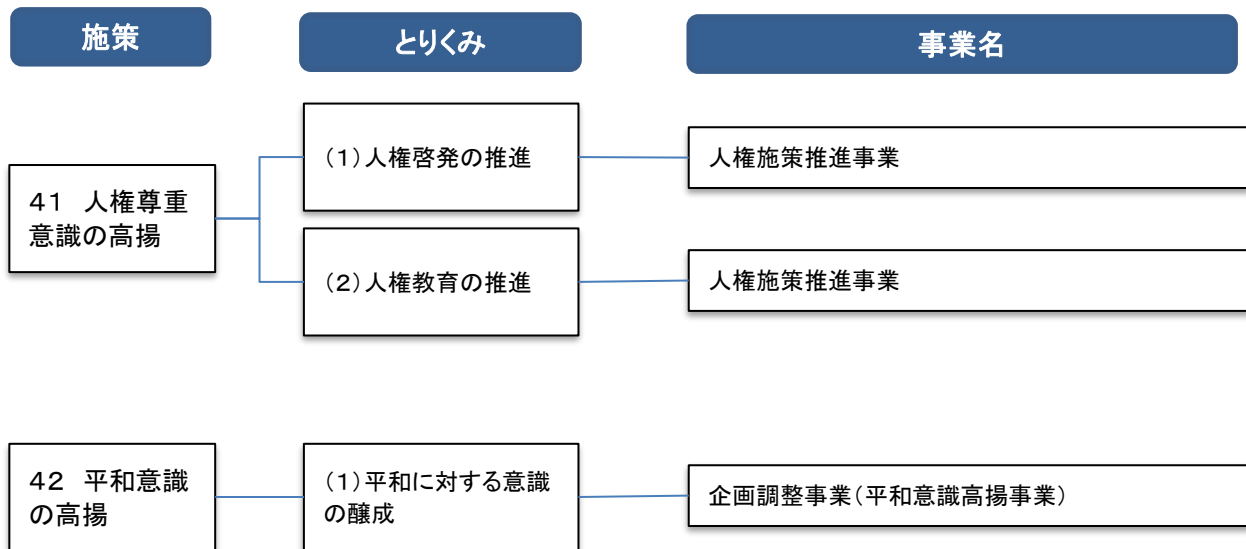 施策
とりくみ
事業名
(1)人権啓発の推進
人権施策推進事業
41 人権尊重
意識の高揚
(2)人権教育の推進
人権施策推進事業
42 平和意識
の高揚
(1)平和に対する意識
の醸成
企画調整事業(平和意識高揚事業)